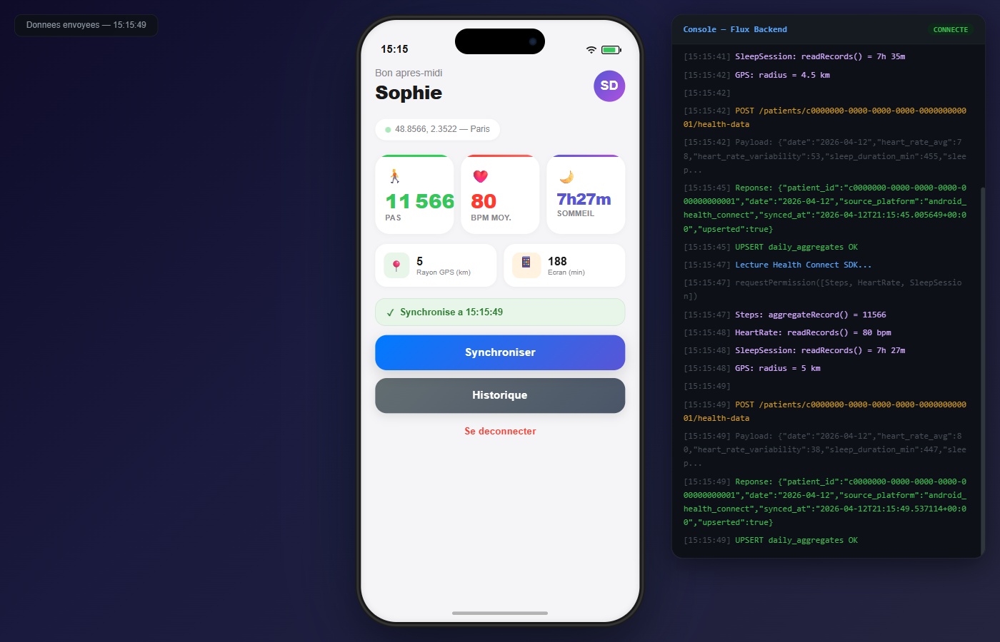 Donnees envoyees — 15:15:49
15:15
Bon apres-midi
Sophie
SD
48.8566, 2.3522 — Paris
11 566
PAS
80
BPM MOY.
7h27m
SOMMEIL
5
Rayon GPS (km)
188
Ecran (min)
✓ Synchronise a 15:15:49
Synchroniser
Historique
Se deconnecter
Console — Flux Backend
CONNECTE
[15:15:41] SleepSession: readRecords() = 7h 35m
[15:15:42] GPS: radius = 4.5 km
[15:15:42]
[15:15:42] POST /patients/c0000000-0000-0000-0000-0000000000
01/health-data
[15:15:42] Payload: {"date":"2026-04-12","heart_rate_avg":7
8,"heart_rate_variability":53,"sleep_duration_min":455,"slee
p...
[15:15:45] Reponse: {"patient_id":"c0000000-0000-0000-0000-0
00000000001","date":"2026-04-12","source_platform":"android_
health_connect","synced_at":"2026-04-12T21:15:45.005649+00:0
0","upserted":true}
[15:15:45] UPSERT daily_aggregates OK
[15:15:47] Lecture Health Connect SDK...
[15:15:47] requestPermission([Steps, HeartRate, SleepSessio
n])
[15:15:47] Steps: aggregateRecord() = 11566
[15:15:48] HeartRate: readRecords() = 80 bpm
[15:15:48] SleepSession: readRecords() = 7h 27m
[15:15:48] GPS: radius = 5 km
[15:15:49]
[15:15:49] POST /patients/c0000000-0000-0000-0000-0000000000
01/health-data
[15:15:49] Payload: {"date":"2026-04-12","heart_rate_avg":8
0,"heart_rate_variability":38,"sleep_duration_min":447,"slee
p...
[15:15:49] Reponse: {"patient_id":"c0000000-0000-0000-0000-0
00000000001","date":"2026-04-12","source_platform":"android_
health_connect","synced_at":"2026-04-12T21:15:49.537114+00:0
0","upserted":true}
[15:15:49] UPSERT daily_aggregates OK